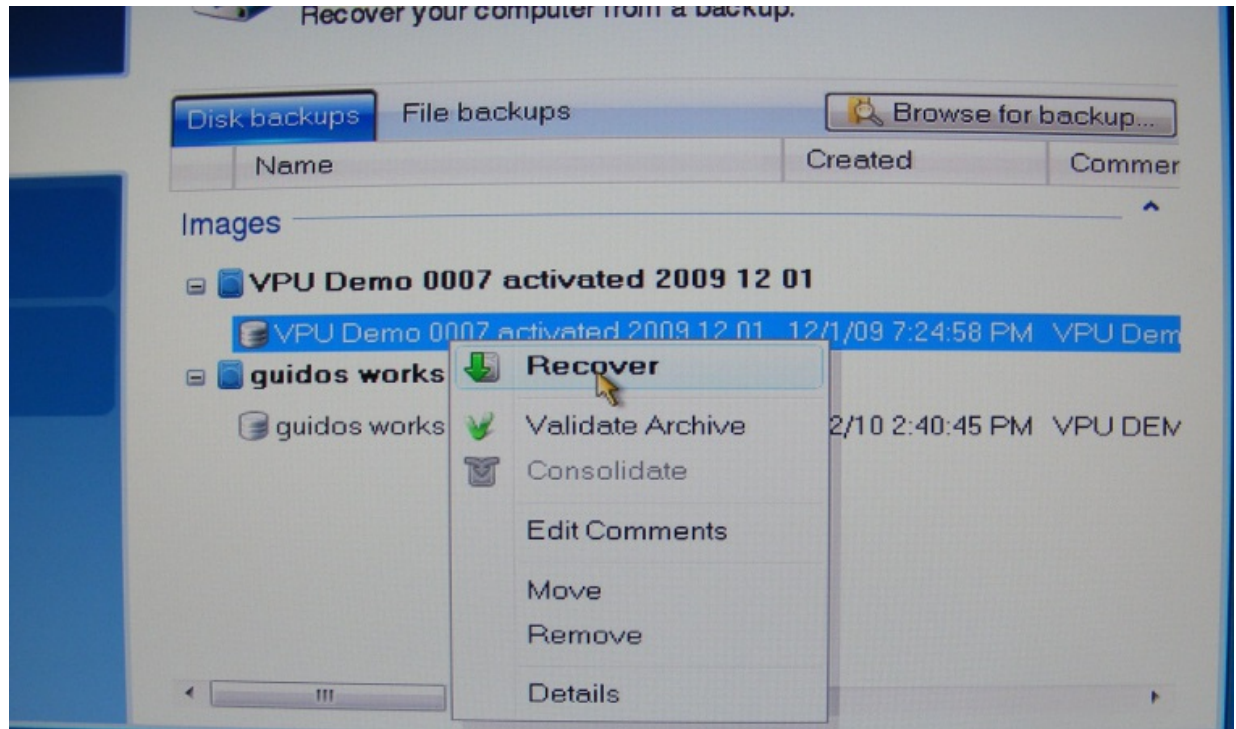 Recover your computer from a backup.
Disk backups File backups Browse for backup...
Name Created Commen
Images
VPU Demo 0007 activated 2009 12 01
VPU Demo 0007 activated 2009 12 01 12/1/09 7:24:58 PM VPU Dem
guidos works
Recover
guidos works 2/10 2:40:45 PM VPU DEM
Validate Archive
Consolidate
Edit Comments
Move
Remove
Details